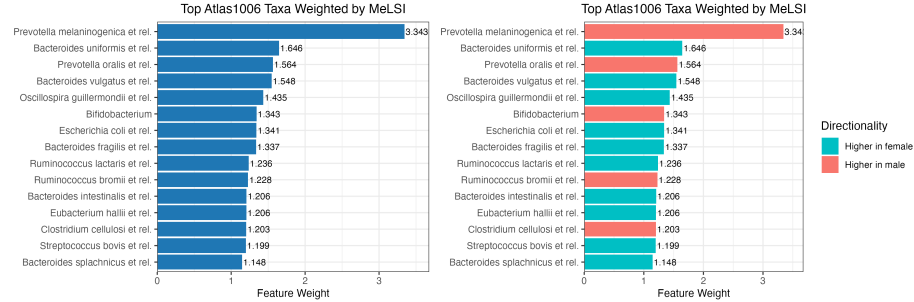 Top Atlas1006 Taxa Weighted by MeLSI
Prevotella melaninogenica et rel. 3.343
Bacteroides uniformis et rel. 1.646
Prevotella oralis et rel. 1.564
Bacteroides vulgatus et rel. 1.548
Oscillospira guillermondii et rel. 1.435
Bifidobacterium 1.343
Escherichia coli et rel. 1.341
Bacteroides fragilis et rel. 1.337
Ruminococcus lactaris et rel. 1.236
Ruminococcus bromii et rel. 1.228
Bacteroides intestinalis et rel. 1.206
Eubacterium hallii et rel. 1.206
Clostridium cellulosi et rel. 1.203
Streptococcus bovis et rel. 1.199
Bacteroides splachnicus et rel. 1.148
0 1 2 3
Feature Weight
Top Atlas1006 Taxa Weighted by MeLSI
Prevotella melaninogenica et rel. 3.34
Bacteroides uniformis et rel. 1.646
Prevotella oralis et rel. 1.564
Bacteroides vulgatus et rel. 1.548
Oscillospira guillermondii et rel. 1.435
Bifidobacterium 1.343
Escherichia coli et rel. 1.341
Bacteroides fragilis et rel. 1.337
Ruminococcus lactaris et rel. 1.236
Ruminococcus bromii et rel. 1.228
Bacteroides intestinalis et rel. 1.206
Eubacterium hallii et rel. 1.206
Clostridium cellulosi et rel. 1.203
Streptococcus bovis et rel. 1.199
Bacteroides splachnicus et rel. 1.148
0 1 2 3
Feature Weight
Directionality
Higher in female
Higher in male